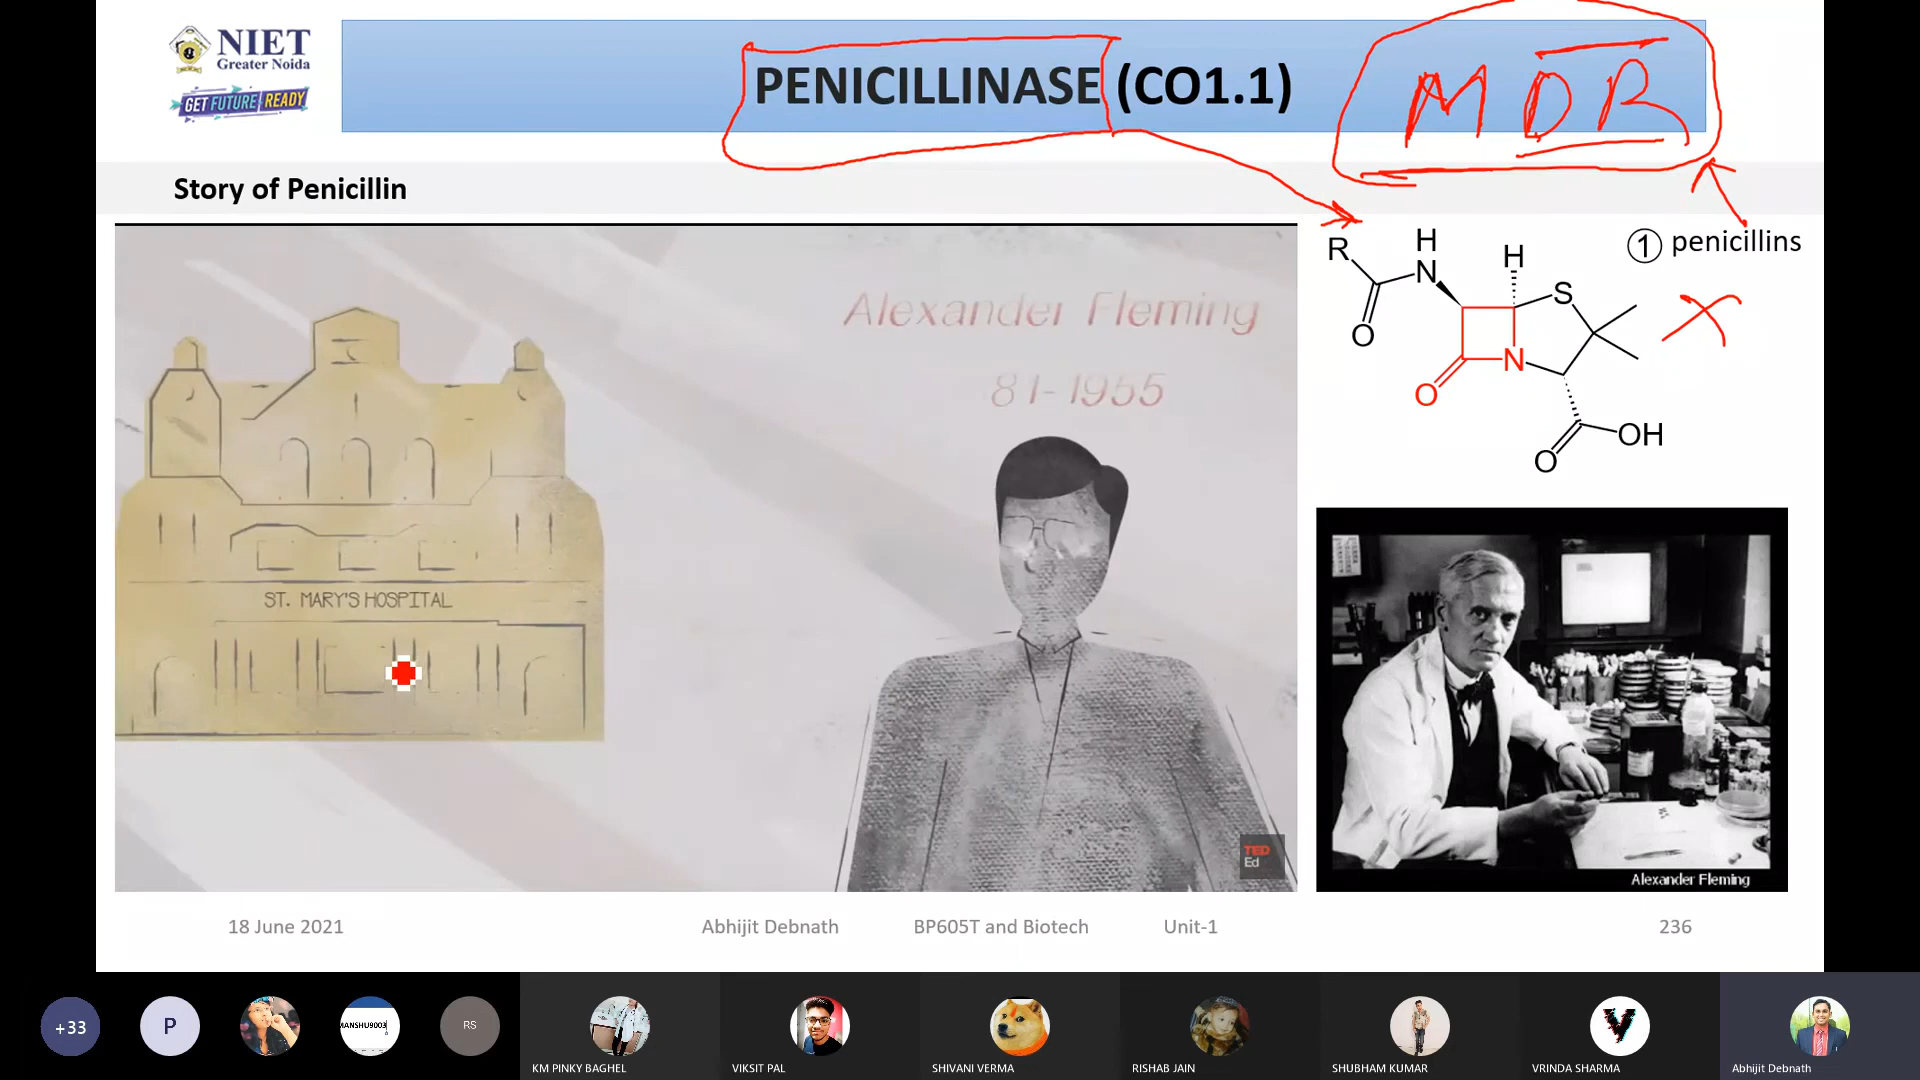 NIET
Greater Noida
GET FUTURE READY
PENICILLINASE (CO1.1)
MDR
Story of Penicillin
Alexander Fleming
81-1955
ST. MARY'S HOSPITAL
TED
Ed
1 penicillins
R
H
N
H
S
O
N
O
OH
O
Alexander Fleming
18 June 2021
Abhijit Debnath
BP605T and Biotech
Unit-1
236
+33
P
MANSHU9003
RS
KM PINKY BAGHEL
VIKSIT PAL
SHIVANI VERMA
RISHAB JAIN
SHUBHAM KUMAR
VRINDA SHARMA
Abhijit Debnath